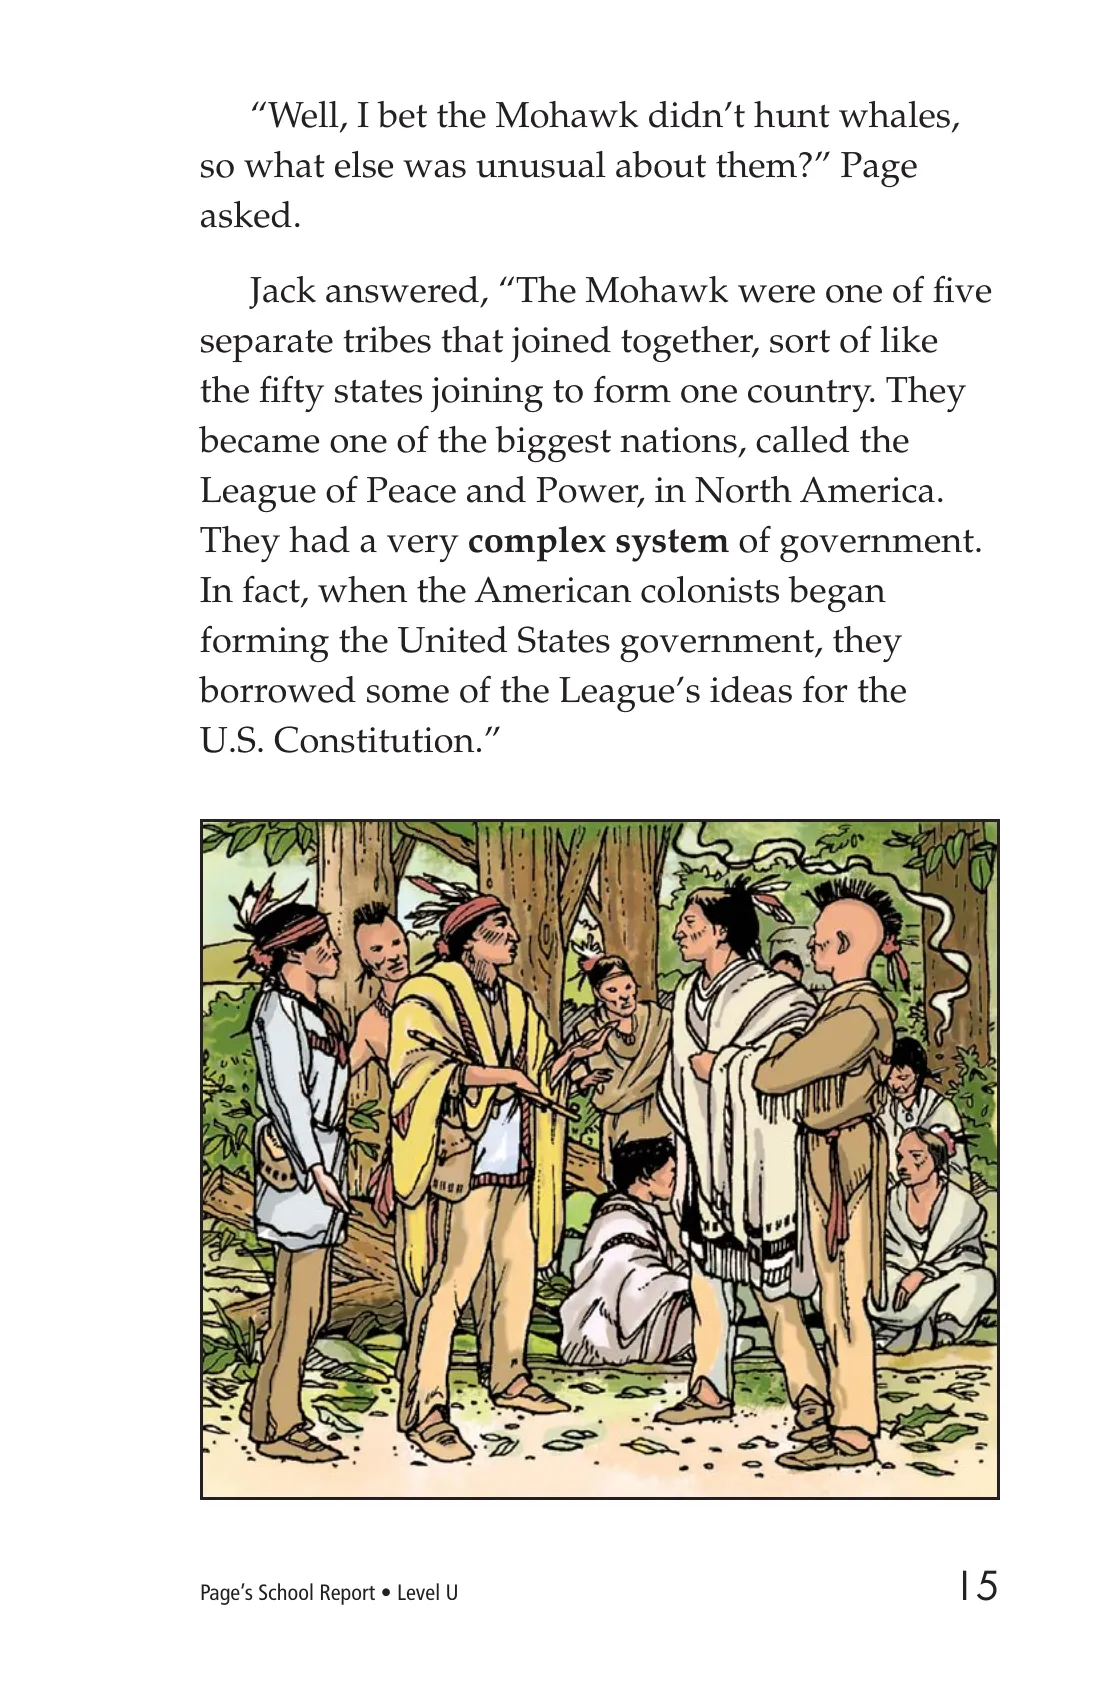 “Well, I bet the Mohawk didn’t hunt whales,
so what else was unusual about them?” Page
asked.
Jack answered, “The Mohawk were one of five
separate tribes that joined together, sort of like
the fifty states joining to form one country. They
became one of the biggest nations, called the
League of Peace and Power, in North America.
They had a very complex system of government.
In fact, when the American colonists began
forming the United States government, they
borrowed some of the League’s ideas for the
U.S. Constitution.”
Page’s School Report • Level U
15